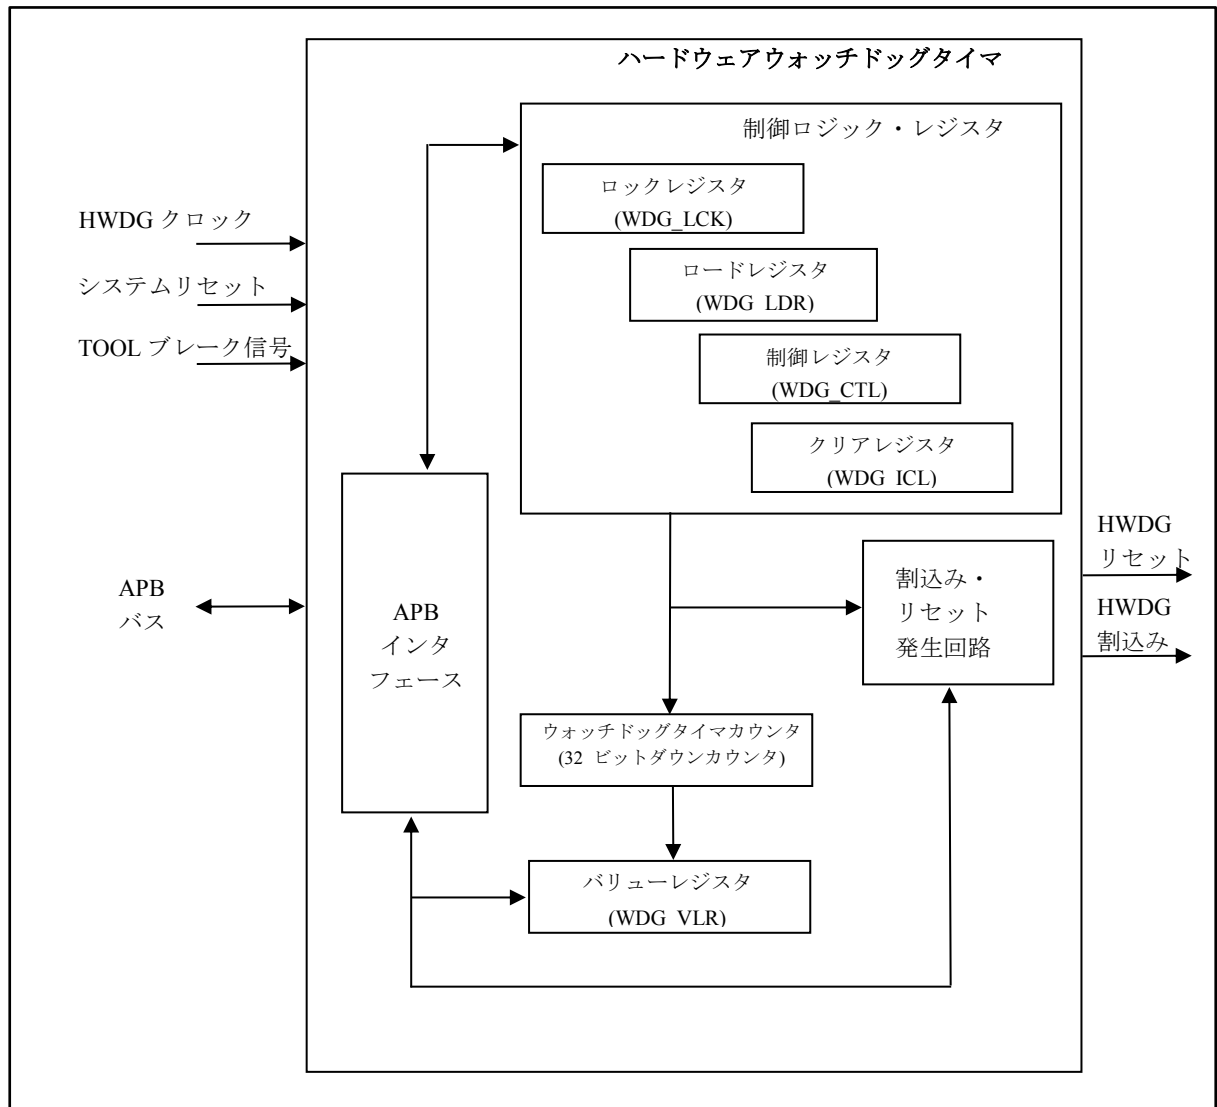 ハードウェアウォッチドッグタイマ
制御ロジック・レジスタ
ロックレジスタ
(WDG_LCK)
ロードレジスタ
(WDG_LDR)
制御レジスタ
(WDG_CTL)
クリアレジスタ
(WDG_ICL)
HWDG クロック
システムリセット
TOOL ブレーク信号
APB
バス
APB
インタ
フェース
割込み・
リセット
発生回路
HWDG
リセット
HWDG
割込み
ウォッチドッグタイマカウンタ
(32 ビットダウンカウンタ)
バリューレジスタ
(WDG_VLR)